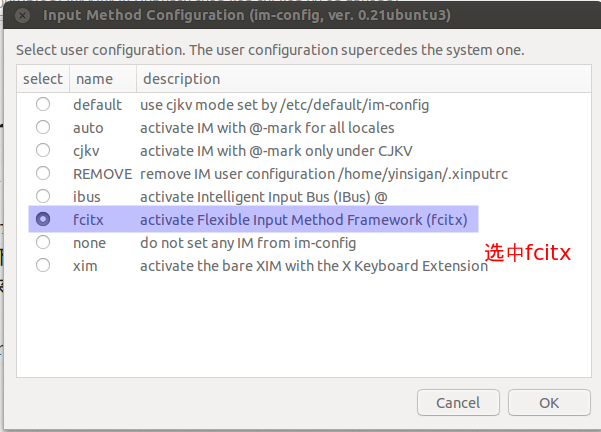 Input Method Configuration (im-config, ver. 0.21ubuntu3)
Select user configuration. The user configuration supercedes the system one.
select name description
default use cjkv mode set by /etc/default/im-config
auto activate IM with @-mark for all locales
cjkv activate IM with @-mark only under CJKV
REMOVE remove IM user configuration /home/yinsigan/.xinputrc
ibus activate Intelligent Input Bus (IBus) @
fcitx activate Flexible Input Method Framework (fcitx)
none do not set any IM from im-config
xim activate the bare XIM with the X Keyboard Extension
选中fcitx
Cancel OK